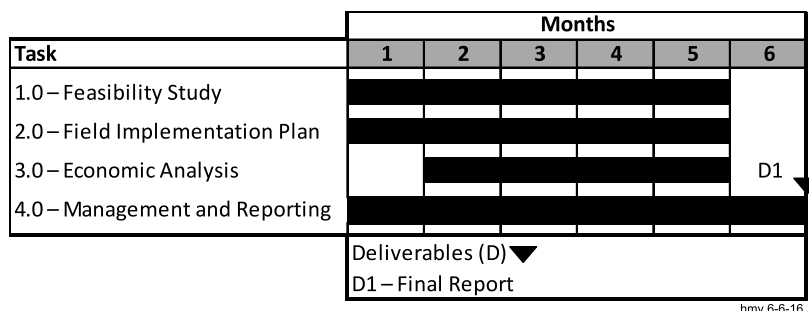 Months
Task 1 2 3 4 5 6
1.0 – Feasibility Study
2.0 – Field Implementation Plan
3.0 – Economic Analysis D1
4.0 – Management and Reporting
Deliverables (D)
D1 – Final Report
hmv 6-6-16